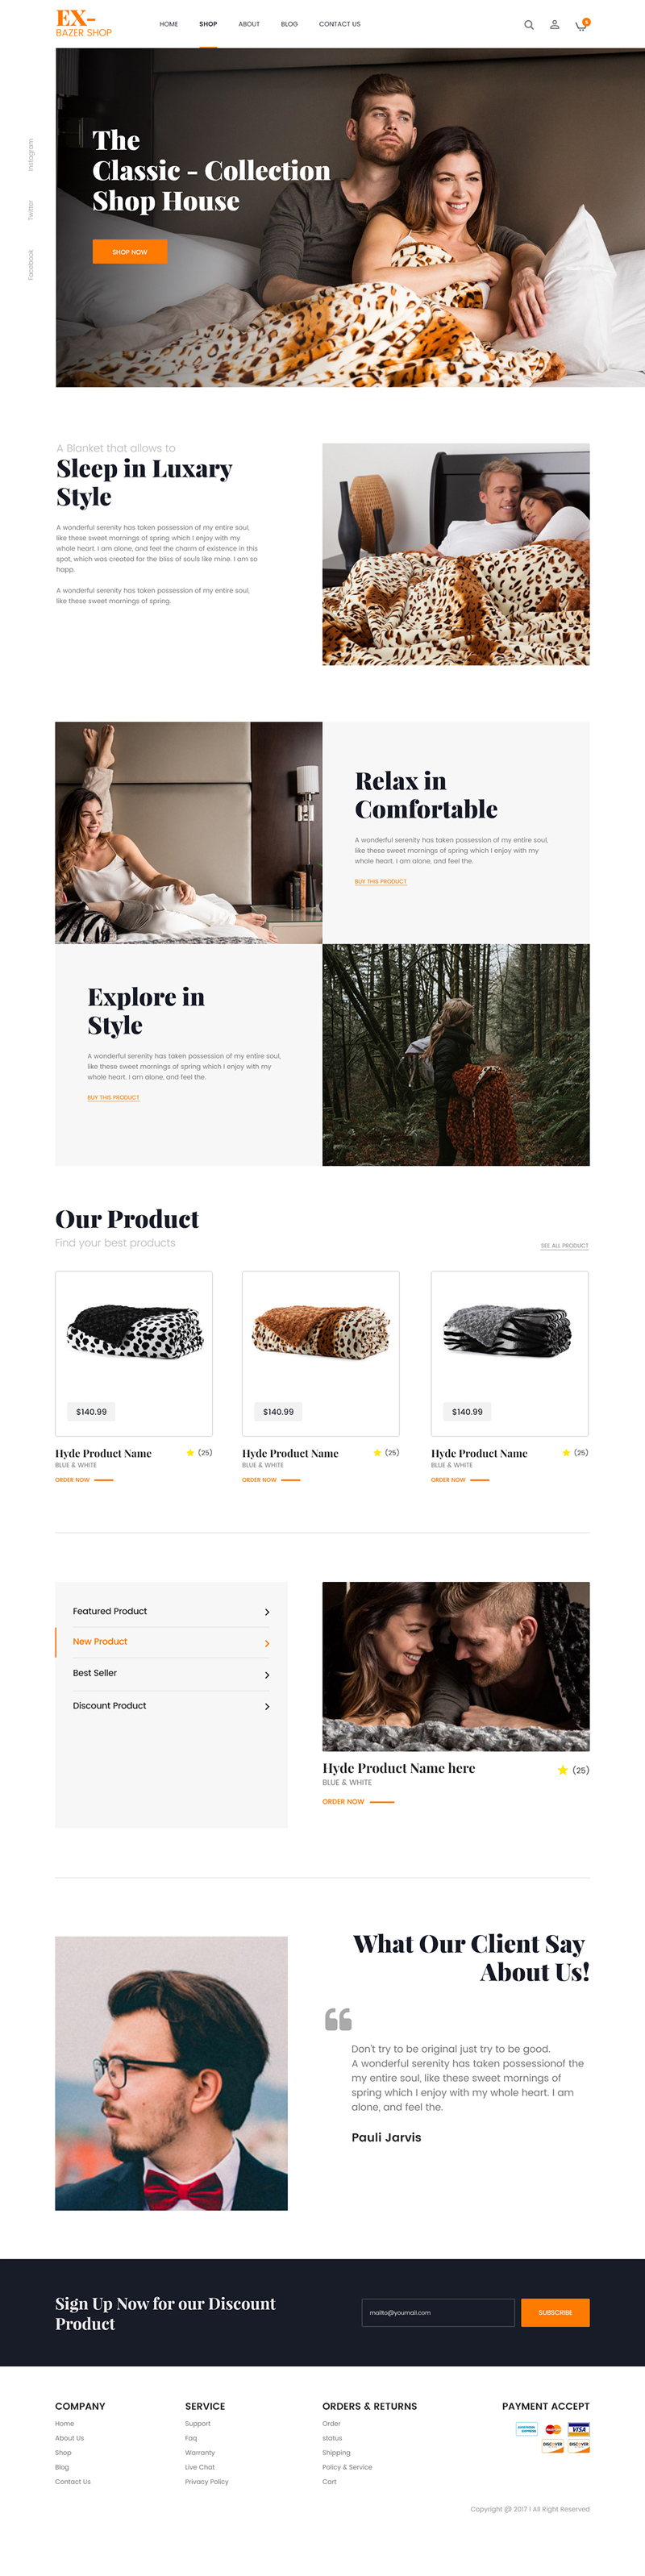 EX-
BAZER SHOP
HOME SHOP ABOUT BLOG CONTACT US
Instagram
Twitter
Facebook
The
Classic - Collection
Shop House
SHOP NOW
A Blanket that allows to
Sleep in Luxary
Style
A wonderful serenity has taken possession of my entire soul,
like these sweet mornings of spring which I enjoy with my
whole heart. I am alone, and feel the charm of existence in this
spot, which was created for the bliss of souls like mine. I am so
happ.
A wonderful serenity has taken possession of my entire soul,
like these sweet mornings of spring.
Relax in
Comfortable
A wonderful serenity has taken possession of my entire soul,
like these sweet mornings of spring which I enjoy with my
whole heart. I am alone, and feel the.
BUY THIS PRODUCT
Explore in
Style
A wonderful serenity has taken possession of my entire soul,
like these sweet mornings of spring which I enjoy with my
whole heart. I am alone, and feel the.
BUY THIS PRODUCT
Our Product
Find your best products
SEE ALL PRODUCT
$140.99
Hyde Product Name (25)
BLUE & WHITE
ORDER NOW
$140.99
Hyde Product Name (25)
BLUE & WHITE
ORDER NOW
$140.99
Hyde Product Name (25)
BLUE & WHITE
ORDER NOW
Featured Product
New Product
Best Seller
Discount Product
Hyde Product Name here (25)
BLUE & WHITE
ORDER NOW
What Our Client Say
About Us!
Don't try to be original just try to be good.
A wonderful serenity has taken possessionof the
my entire soul, like these sweet mornings of
spring which I enjoy with my whole heart. I am
alone, and feel the.
Pauli Jarvis
Sign Up Now for our Discount
Product
mailto@youmail.com
SUBSCRIBE
COMPANY
Home
About Us
Shop
Blog
Contact Us
SERVICE
Support
Faq
Warranty
Live Chat
Privacy Policy
ORDERS & RETURNS
Order
status
Shipping
Policy & Service
Cart
PAYMENT ACCEPT
VISA
DISCOVER DISCOVER
Copyright @ 2017 I All Right Reserved